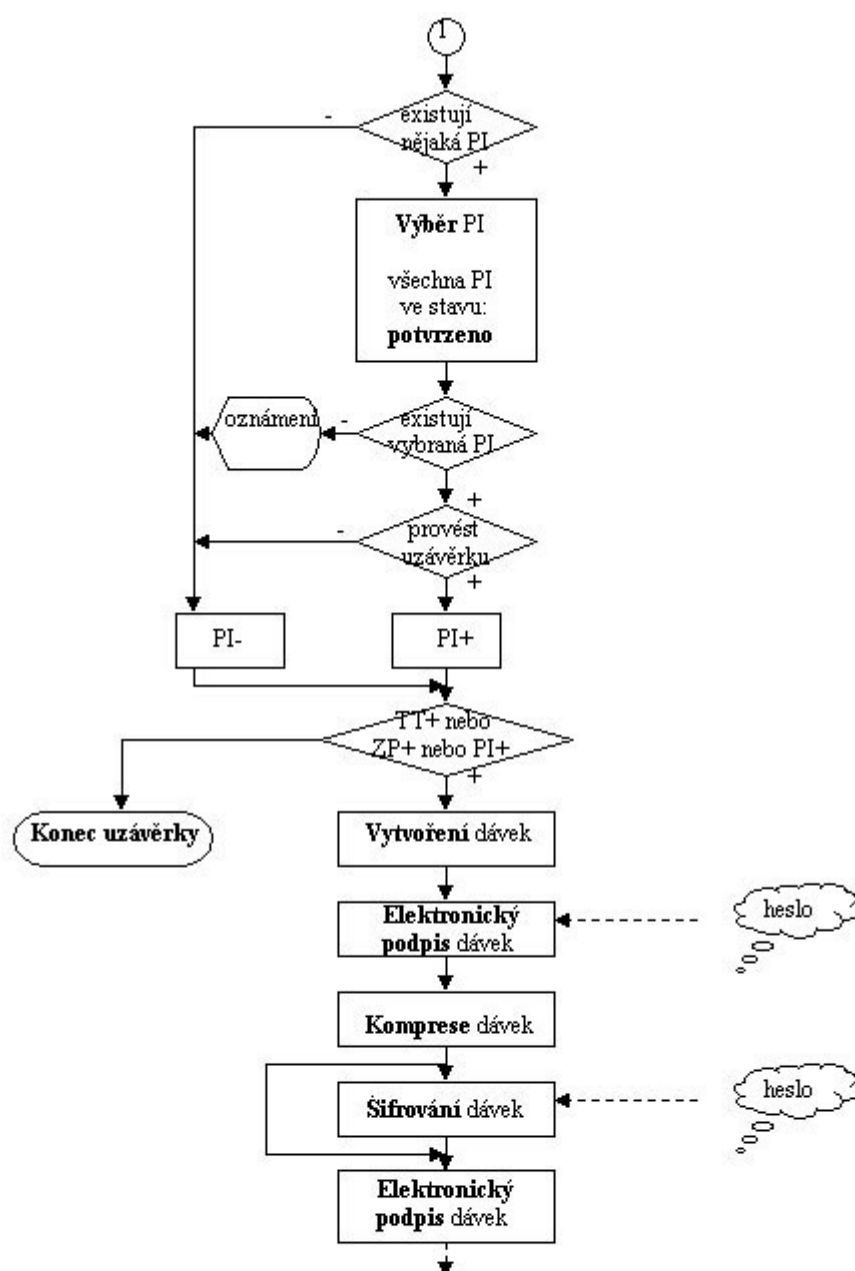 1
existují
nějaká PI
-
+
Výběr PI
všechna PI
ve stavu:
potvrzeno
oznámení
-
existují
vybraná PI
+
-
provést
uzávěrku
+
PI-
PI+
TT+ nebo
ZP+ nebo PI+
+
Konec uzávěrky
Vytvoření dávek
Elektronický
podpis dávek
heslo
Komprese dávek
Šifrování dávek
heslo
Elektronický
podpis dávek